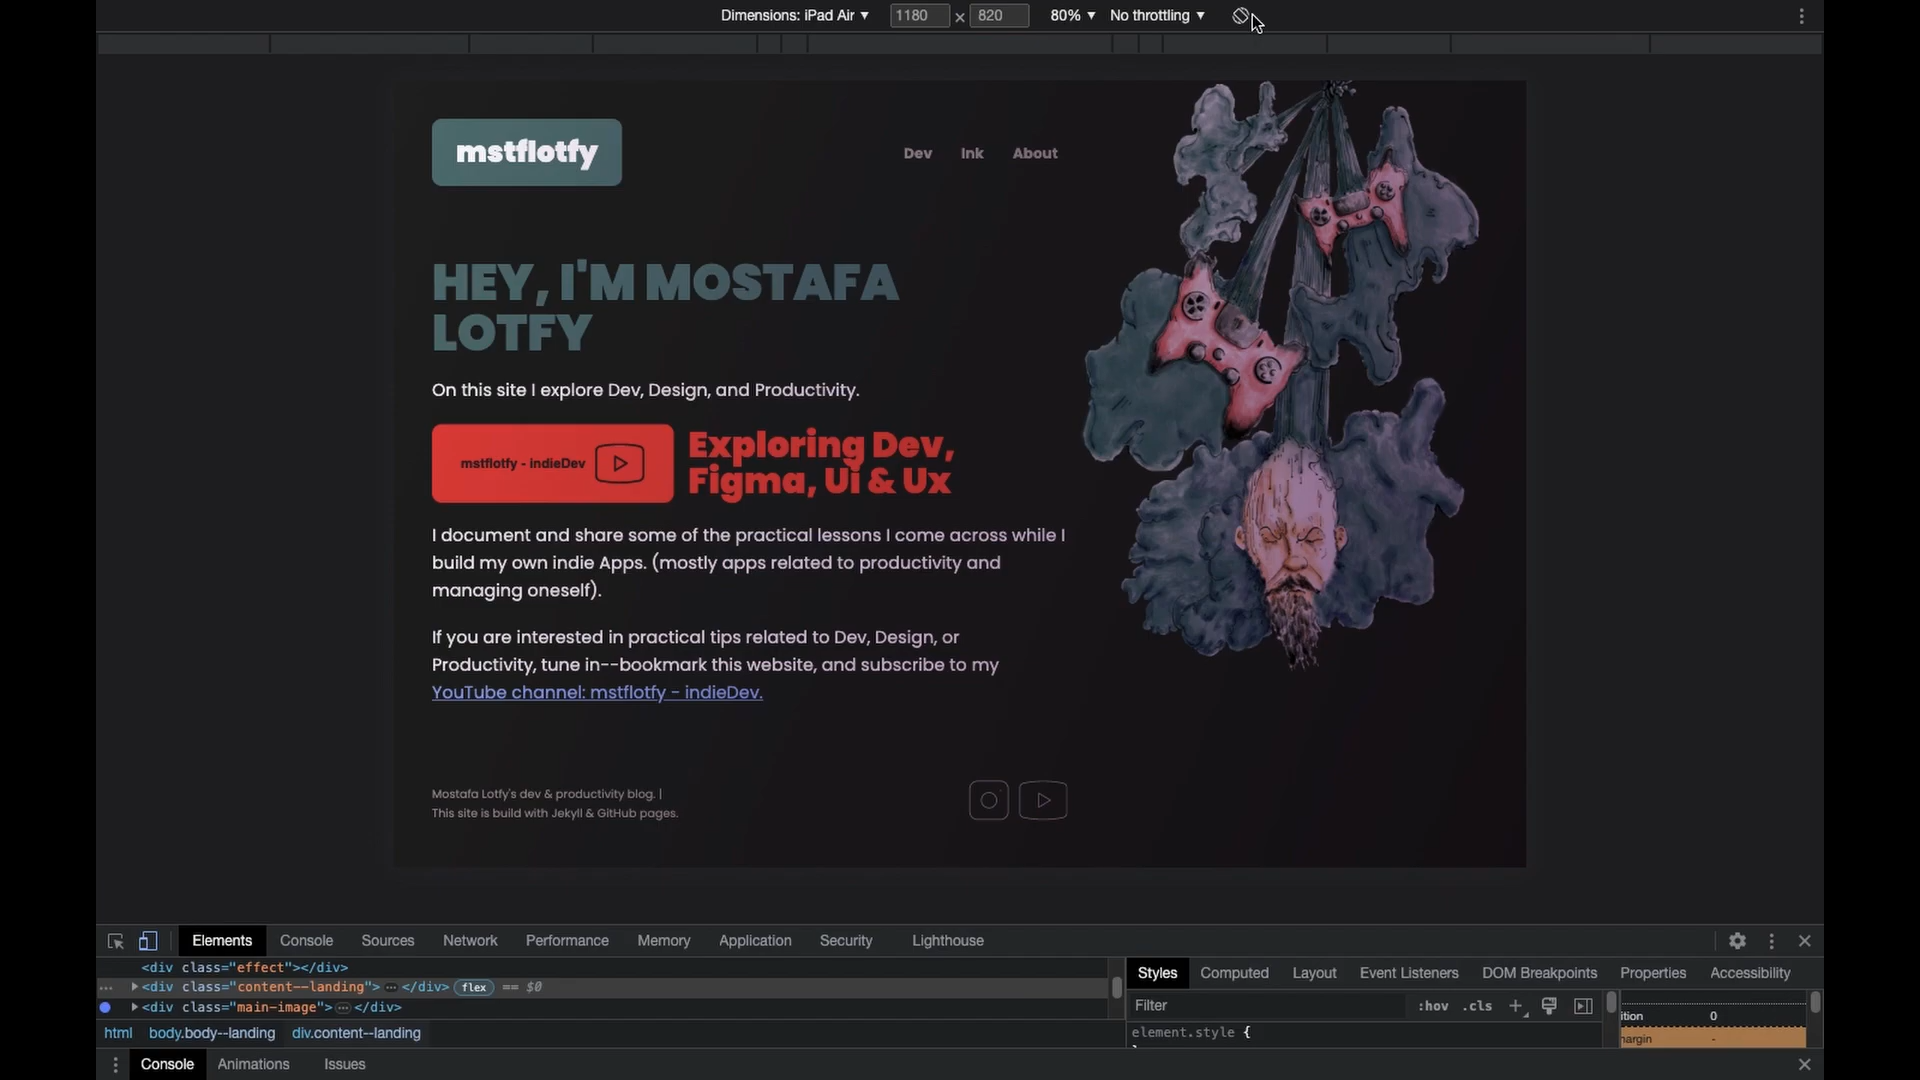 Dimensions: iPad Air ▼ 1180 × 820 80% ▼ No throttling ▼
mstflotfy
Dev Ink About
HEY, I'M MOSTAFA
LOTFY
On this site I explore Dev, Design, and Productivity.
mstflotfy - indieDev
Exploring Dev,
Figma, Ui & Ux
I document and share some of the practical lessons I come across while I
build my own indie Apps. (mostly apps related to productivity and
managing oneself).
If you are interested in practical tips related to Dev, Design, or
Productivity, tune in--bookmark this website, and subscribe to my
YouTube channel: mstflotfy - indieDev.
Mostafa Lotfy's dev & productivity blog. |
This site is build with Jekyll & GitHub pages.
Elements Console Sources Network Performance Memory Application Security Lighthouse
<div class="effect"></div>
<div class="content--landing"> … </div> flex == $0
<div class="main-image"> … </div>
html body.body--landing div.content--landing
Styles Computed Layout Event Listeners DOM Breakpoints Properties Accessibility
Filter :hov .cls +
element.style {
ition 0
margin -
Console Animations Issues